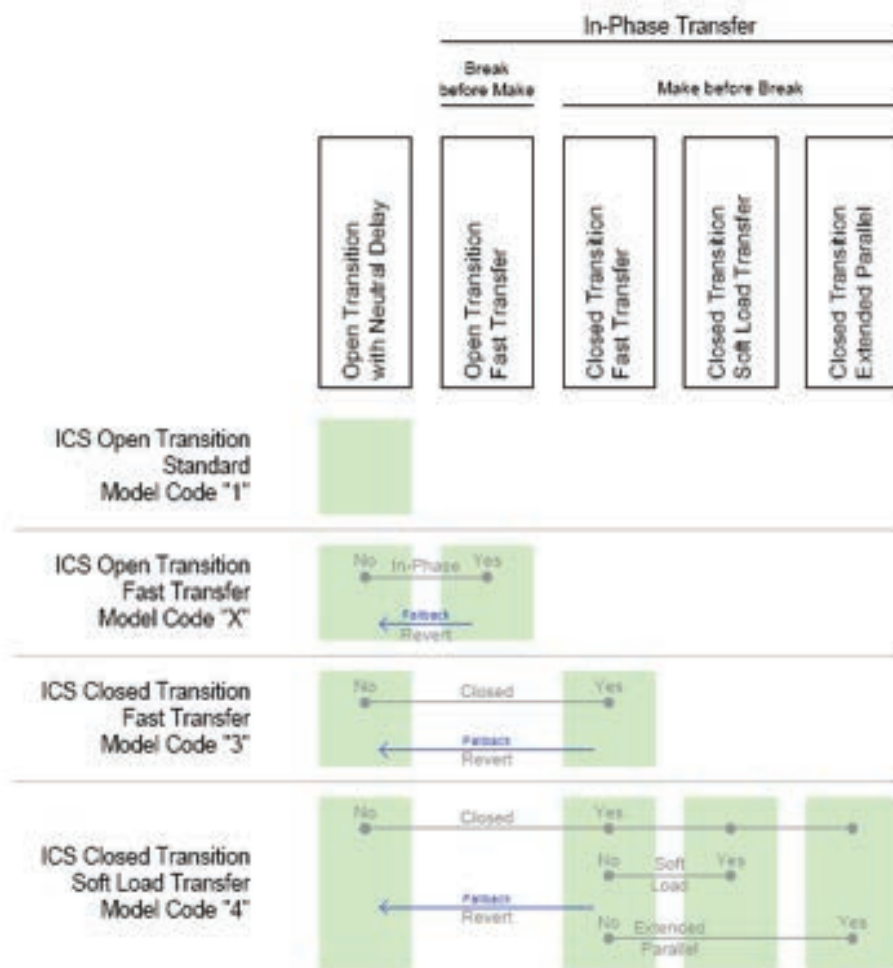 In-Phase Transfer
Break
before Make
Make before Break
Open Transition
with Neutral Delay
Open Transition
Fast Transfer
Closed Transition
Fast Transfer
Closed Transition
Soft Load Transfer
Closed Transition
Extended Parallel
ICS Open Transition
Standard
Model Code "1"
ICS Open Transition
Fast Transfer
Model Code "X"
No In-Phase Yes
Fallback
Revert
ICS Closed Transition
Fast Transfer
Model Code "3"
No Closed Yes
Fallback
Revert
ICS Closed Transition
Soft Load Transfer
Model Code "4"
No Closed Yes
No Soft Yes
Load
Fallback
Revert
No Extended Yes
Parallel